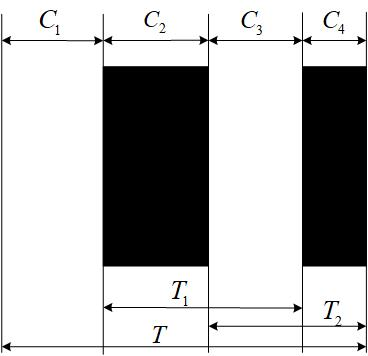 C₁ C₂ C₃ C₄
T₁
T₂
T